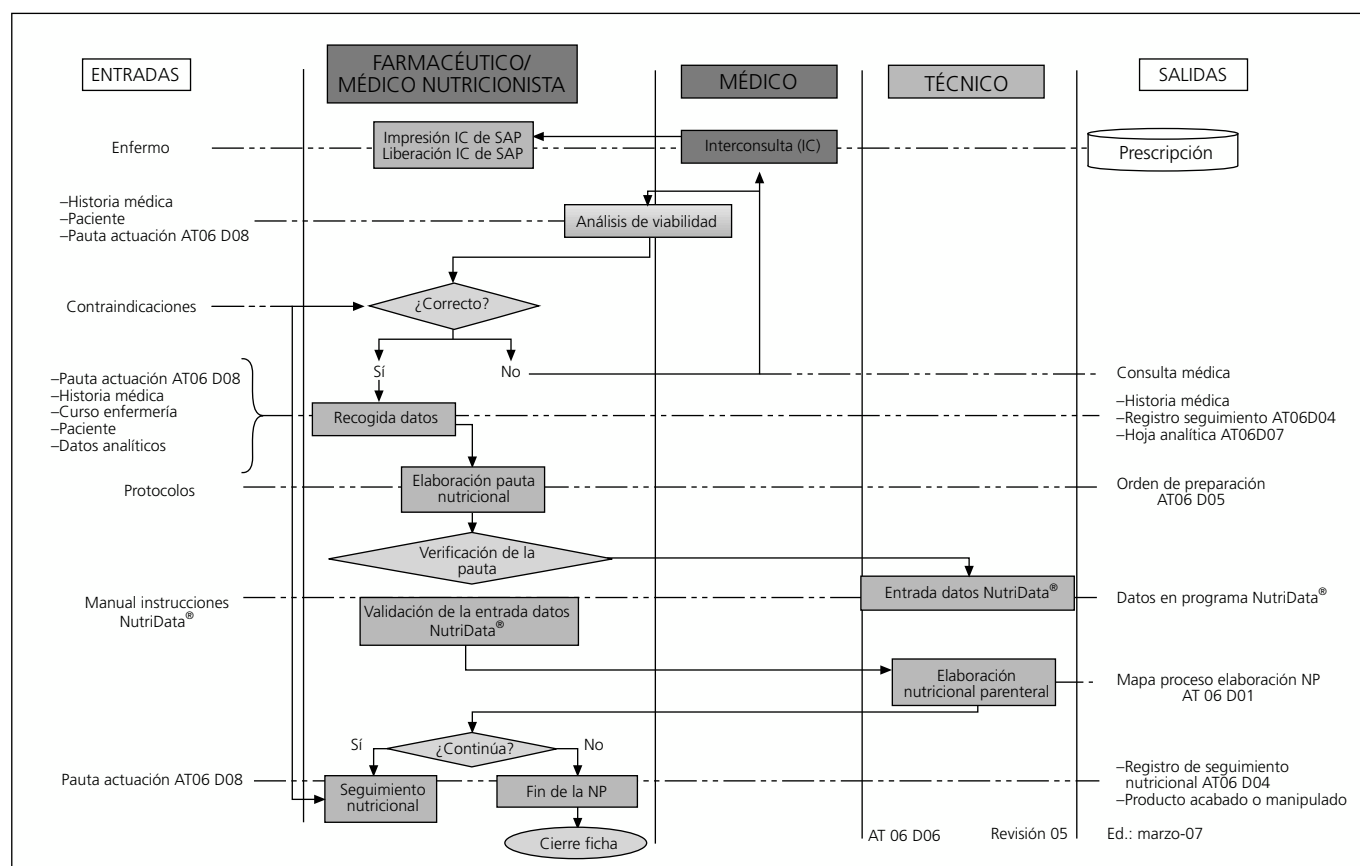 ENTRADAS
FARMACÉUTICO/
MÉDICO NUTRICIONISTA
MÉDICO
TÉCNICO
SALIDAS
Enfermo
Impresión IC de SAP
Liberación IC de SAP
Interconsulta (IC)
Prescripción
–Historia médica
–Paciente
–Pauta actuación AT06 D08
Análisis de viabilidad
Contraindicaciones
¿Correcto?
Sí
No
Consulta médica
–Pauta actuación AT06 D08
–Historia médica
–Curso enfermería
–Paciente
–Datos analíticos
Recogida datos
–Historia médica
–Registro seguimiento AT06D04
–Hoja analítica AT06D07
Protocolos
Elaboración pauta
nutricional
Orden de preparación
AT06 D05
Verificación de la
pauta
Manual instrucciones
NutriData®
Validación de la entrada datos
NutriData®
Entrada datos NutriData®
Datos en programa NutriData®
Elaboración
nutricional parenteral
Mapa proceso elaboración NP
AT 06 D01
Sí
¿Continúa?
No
Pauta actuación AT06 D08
Seguimiento
nutricional
Fin de la NP
–Registro de seguimiento
nutricional AT06 D04
–Producto acabado o manipulado
Cierre ficha
AT 06 D06
Revisión 05
Ed.: marzo-07